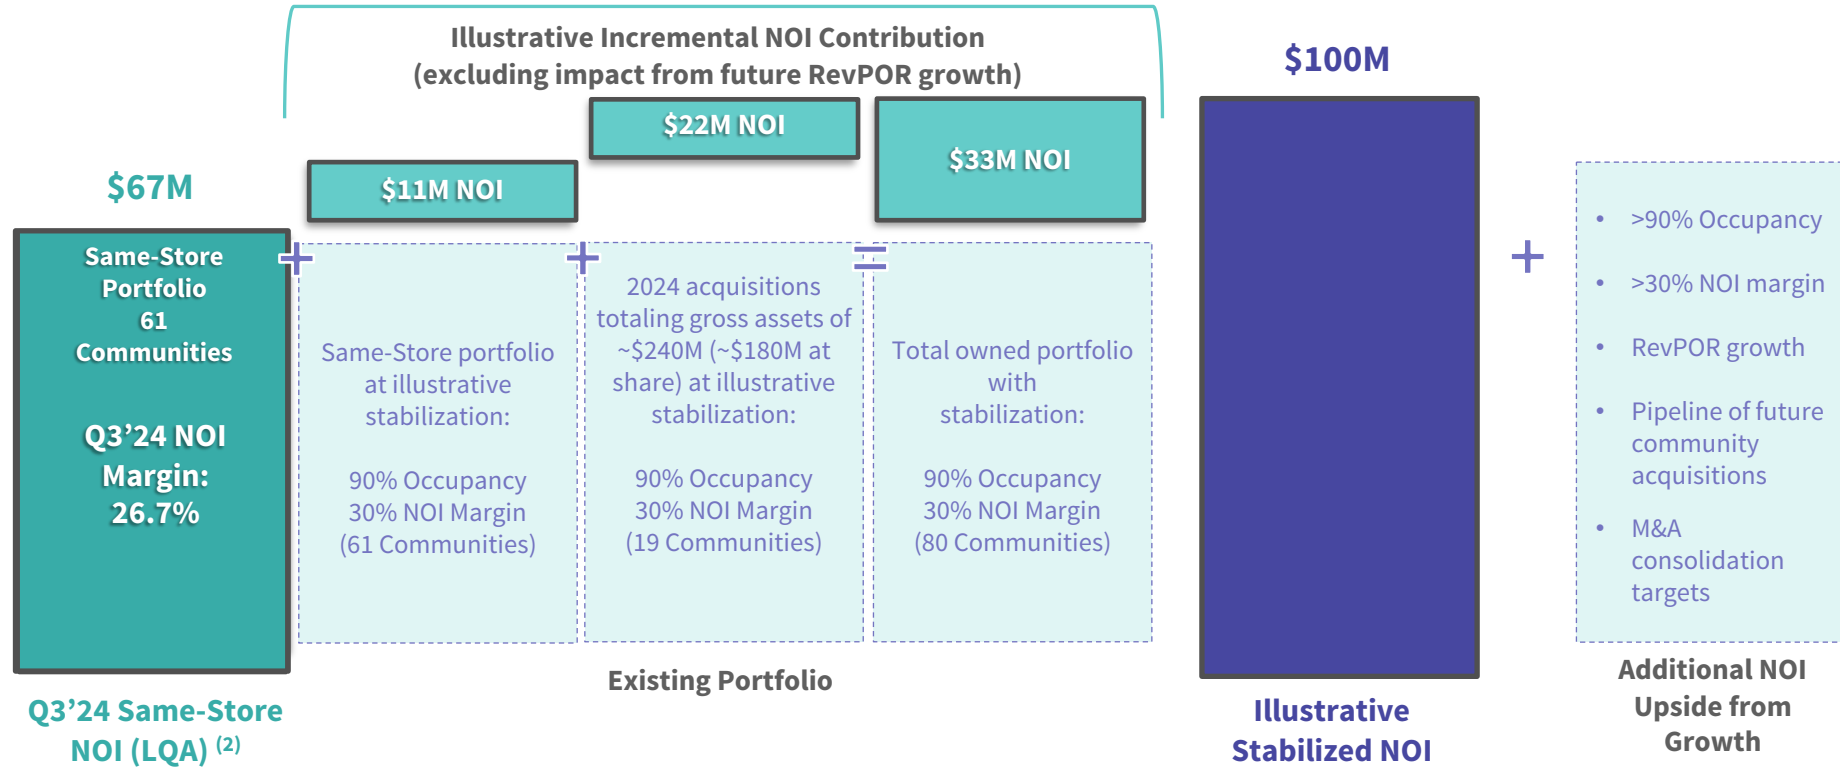 Illustrative Incremental NOI Contribution
(excluding impact from future RevPOR growth)
$67M
Same-Store
Portfolio
61
Communities
Q3’24 NOI
Margin:
26.7%
Q3’24 Same-Store
NOI (LQA) (2)
+
$11M NOI
Same-Store portfolio
at illustrative
stabilization:
90% Occupancy
30% NOI Margin
(61 Communities)
+
$22M NOI
2024 acquisitions
totaling gross assets of
~$240M (~$180M at
share) at illustrative
stabilization:
90% Occupancy
30% NOI Margin
(19 Communities)
=
$33M NOI
Total owned portfolio
with
stabilization:
90% Occupancy
30% NOI Margin
(80 Communities)
Existing Portfolio
$100M
Illustrative
Stabilized NOI
+
• >90% Occupancy
• >30% NOI margin
• RevPOR growth
• Pipeline of future
community
acquisitions
• M&A
consolidation
targets
Additional NOI
Upside from
Growth